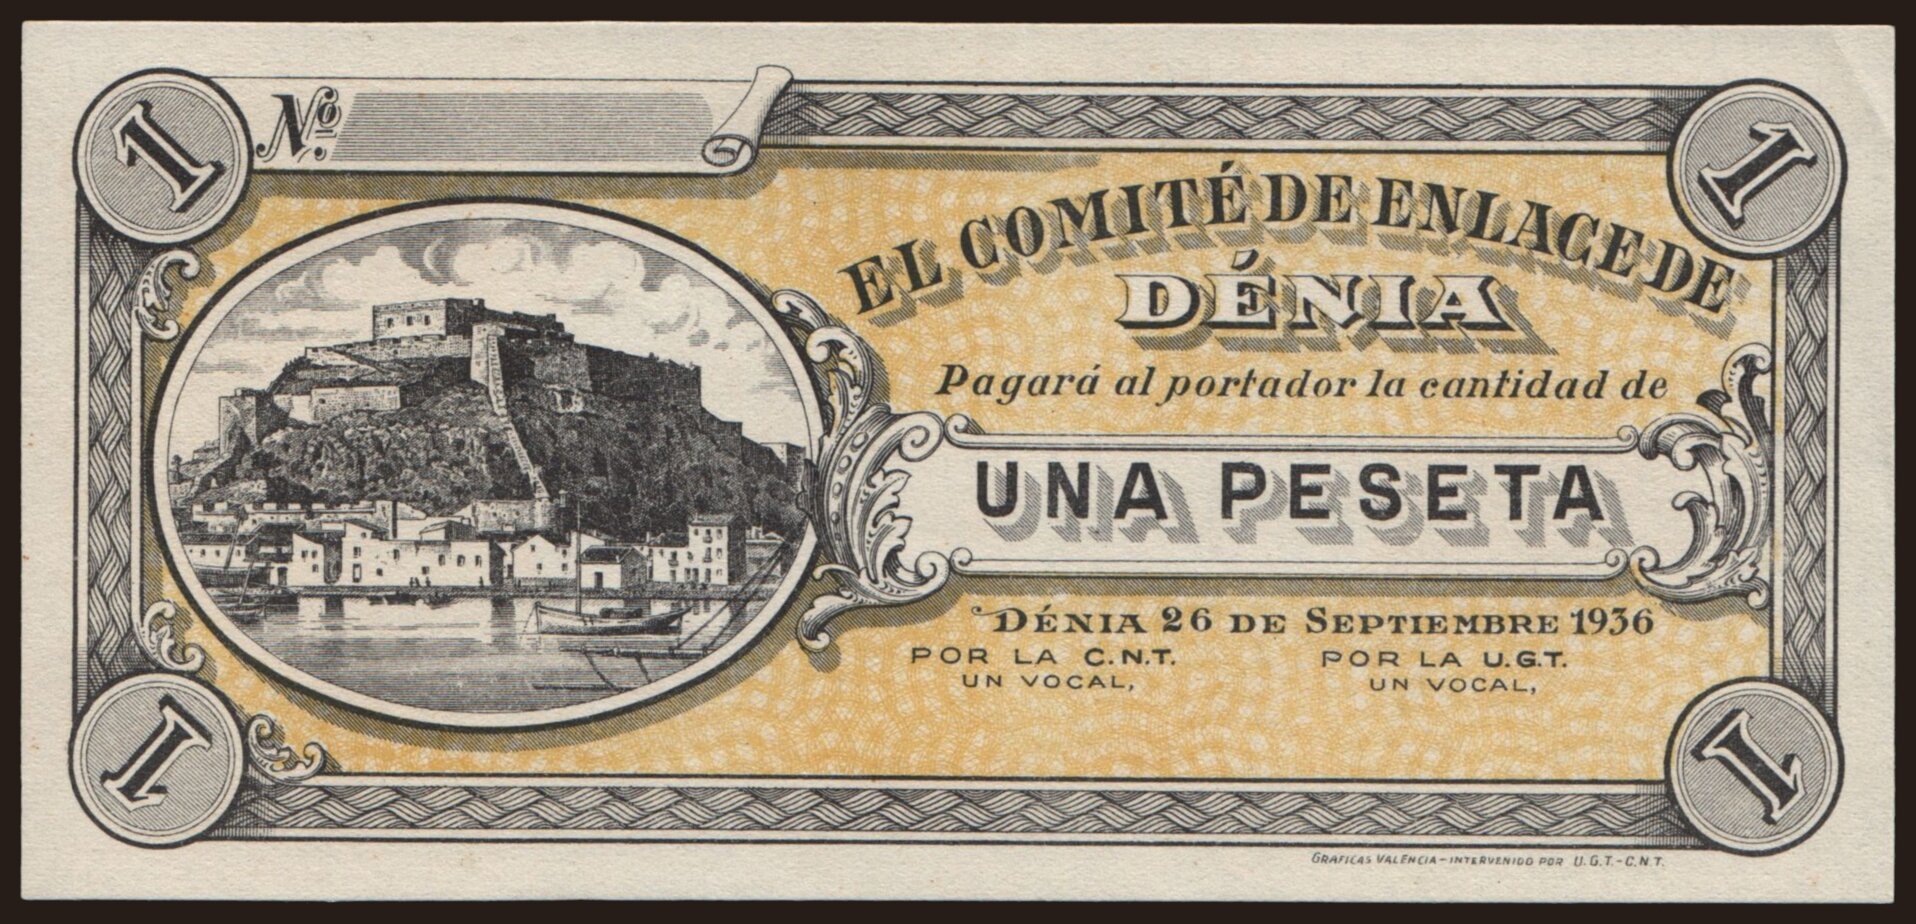 1
Nº
1
EL COMITÉ DE ENLACE DE
DÉNIA
Pagará al portador la cantidad de
UNA PESETA
DÉNIA 26 DE SEPTIEMBRE 1936
POR LA C.N.T.
UN VOCAL,
POR LA U.G.T.
UN VOCAL,
1
1
GRAFICAS VALENCIA-INTERVENIDO POR U.G.T.-C.N.T.